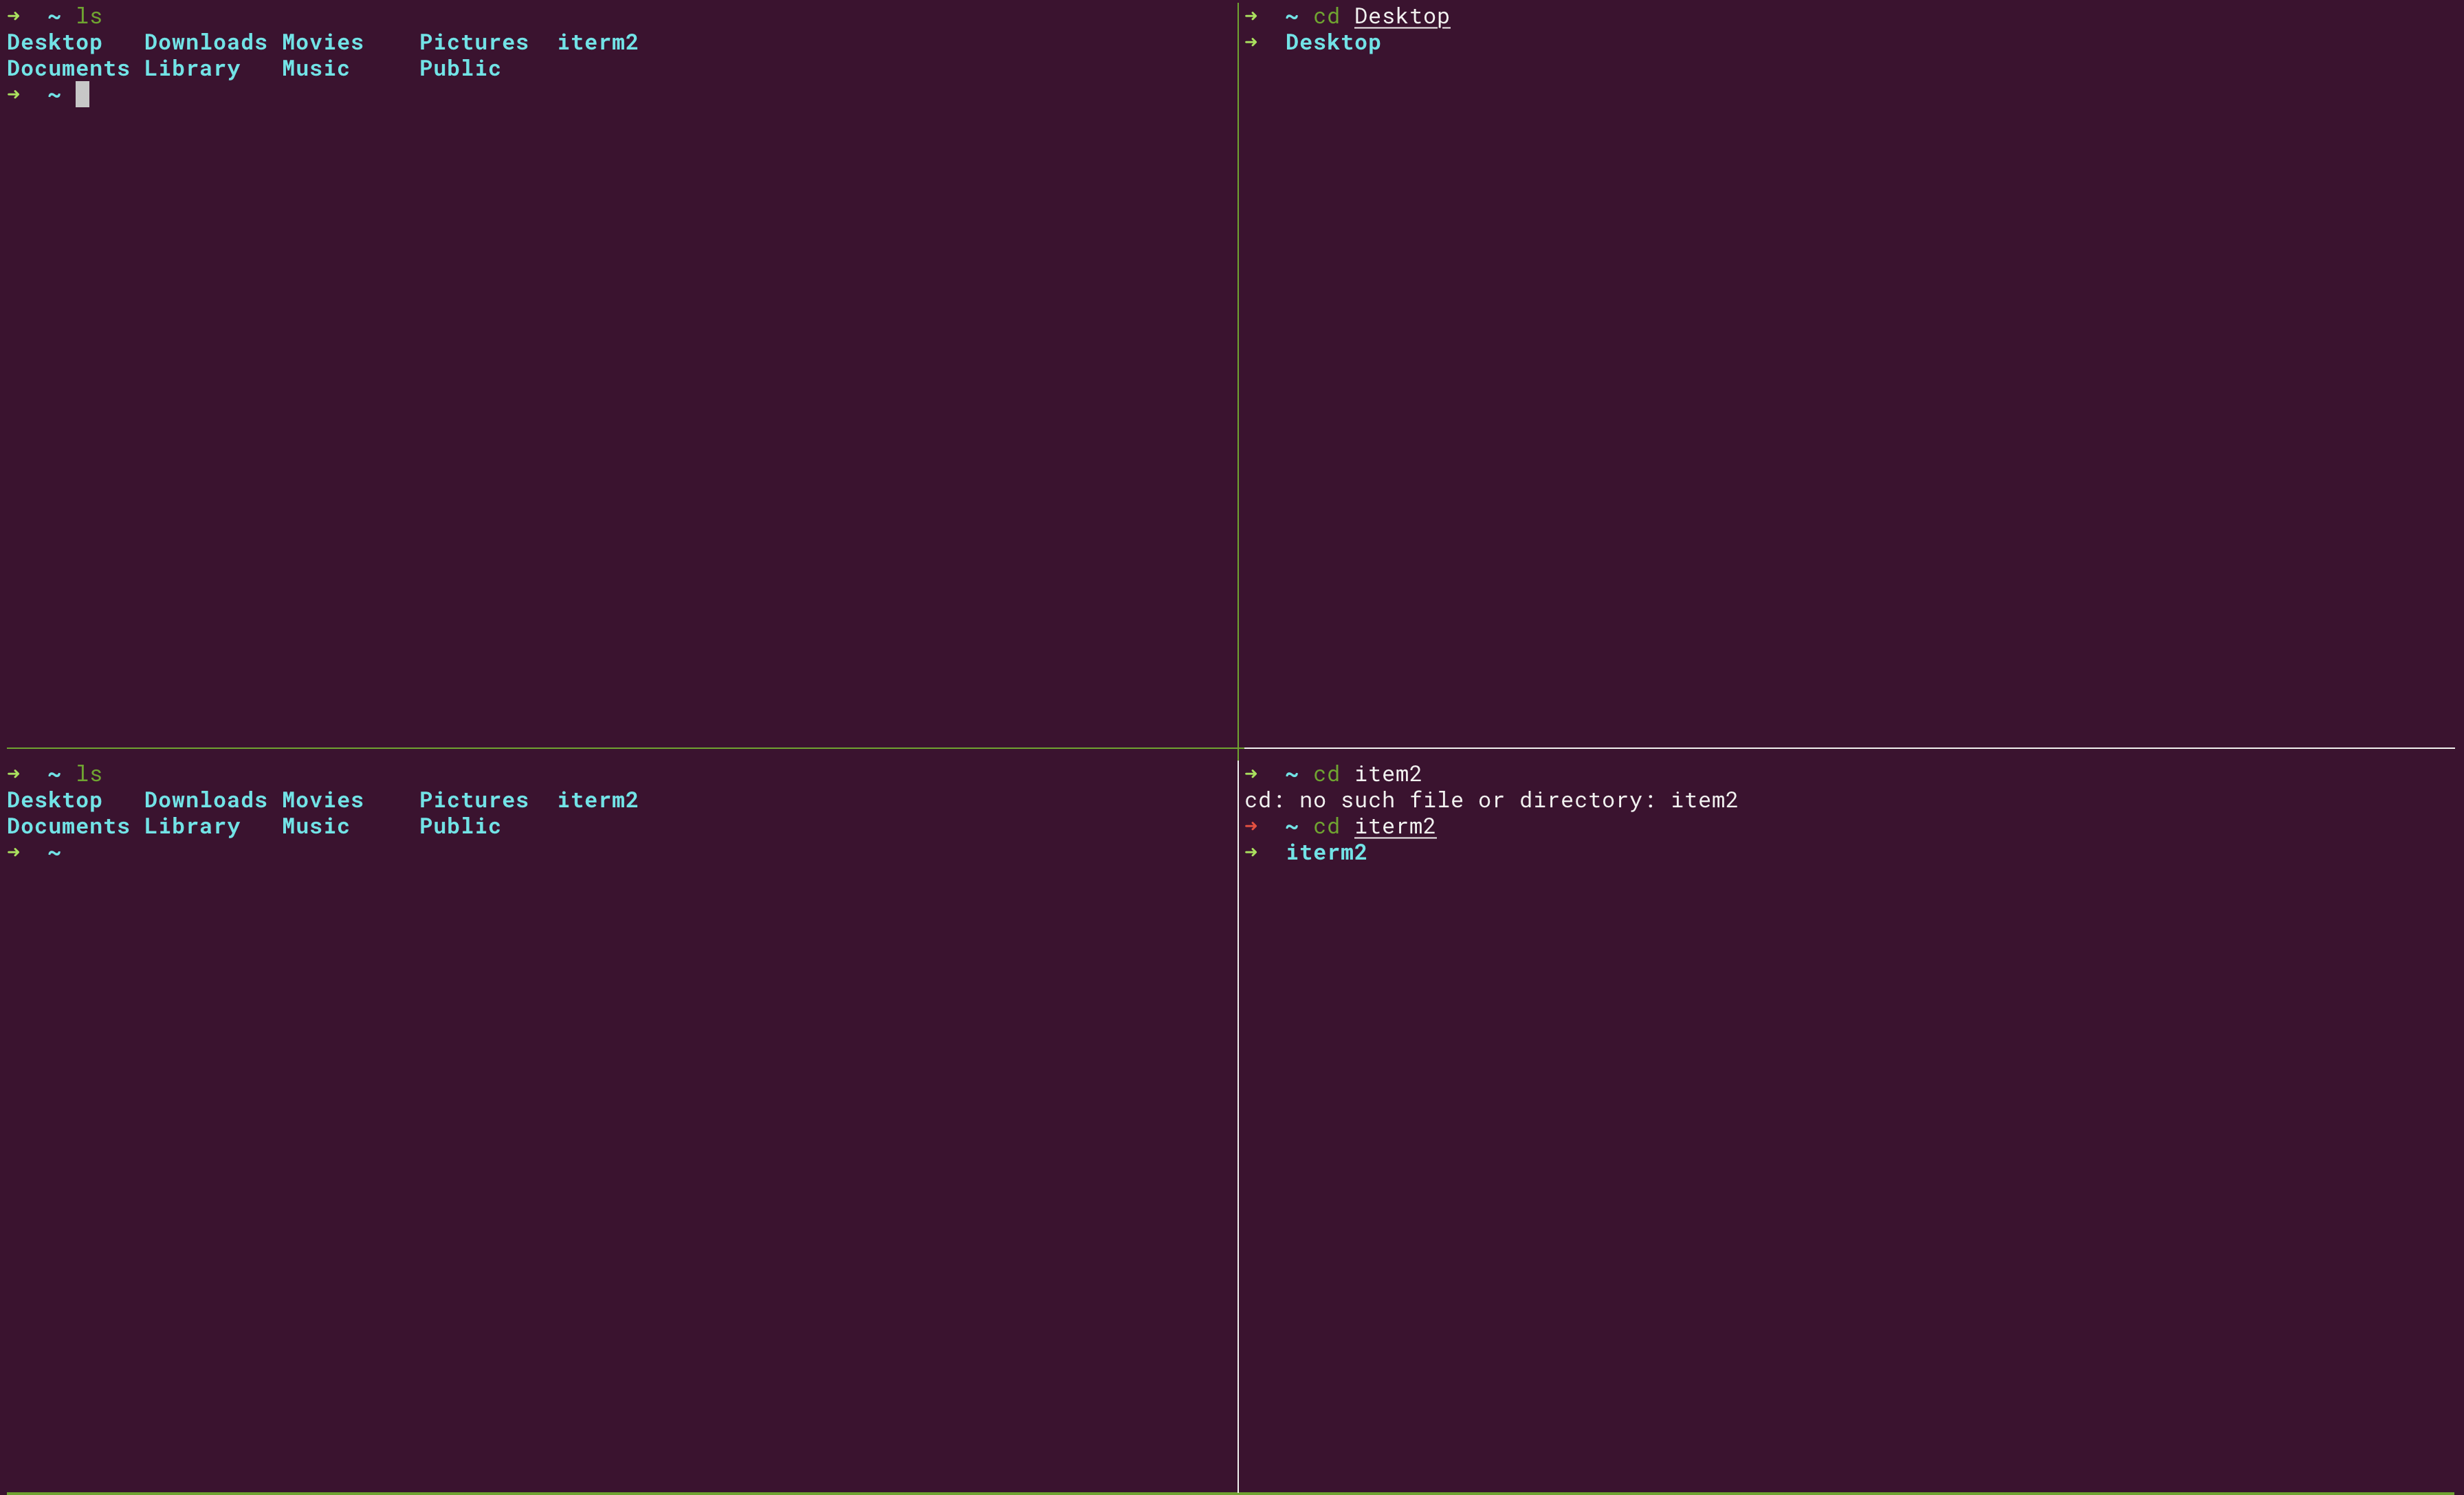 ➜  ~ ls
Desktop   Downloads Movies    Pictures  iterm2
Documents Library   Music     Public
➜  ~
➜  ~ cd Desktop
➜  Desktop
➜  ~ ls
Desktop   Downloads Movies    Pictures  iterm2
Documents Library   Music     Public
➜  ~
➜  ~ cd item2
cd: no such file or directory: item2
➜  ~ cd iterm2
➜  iterm2